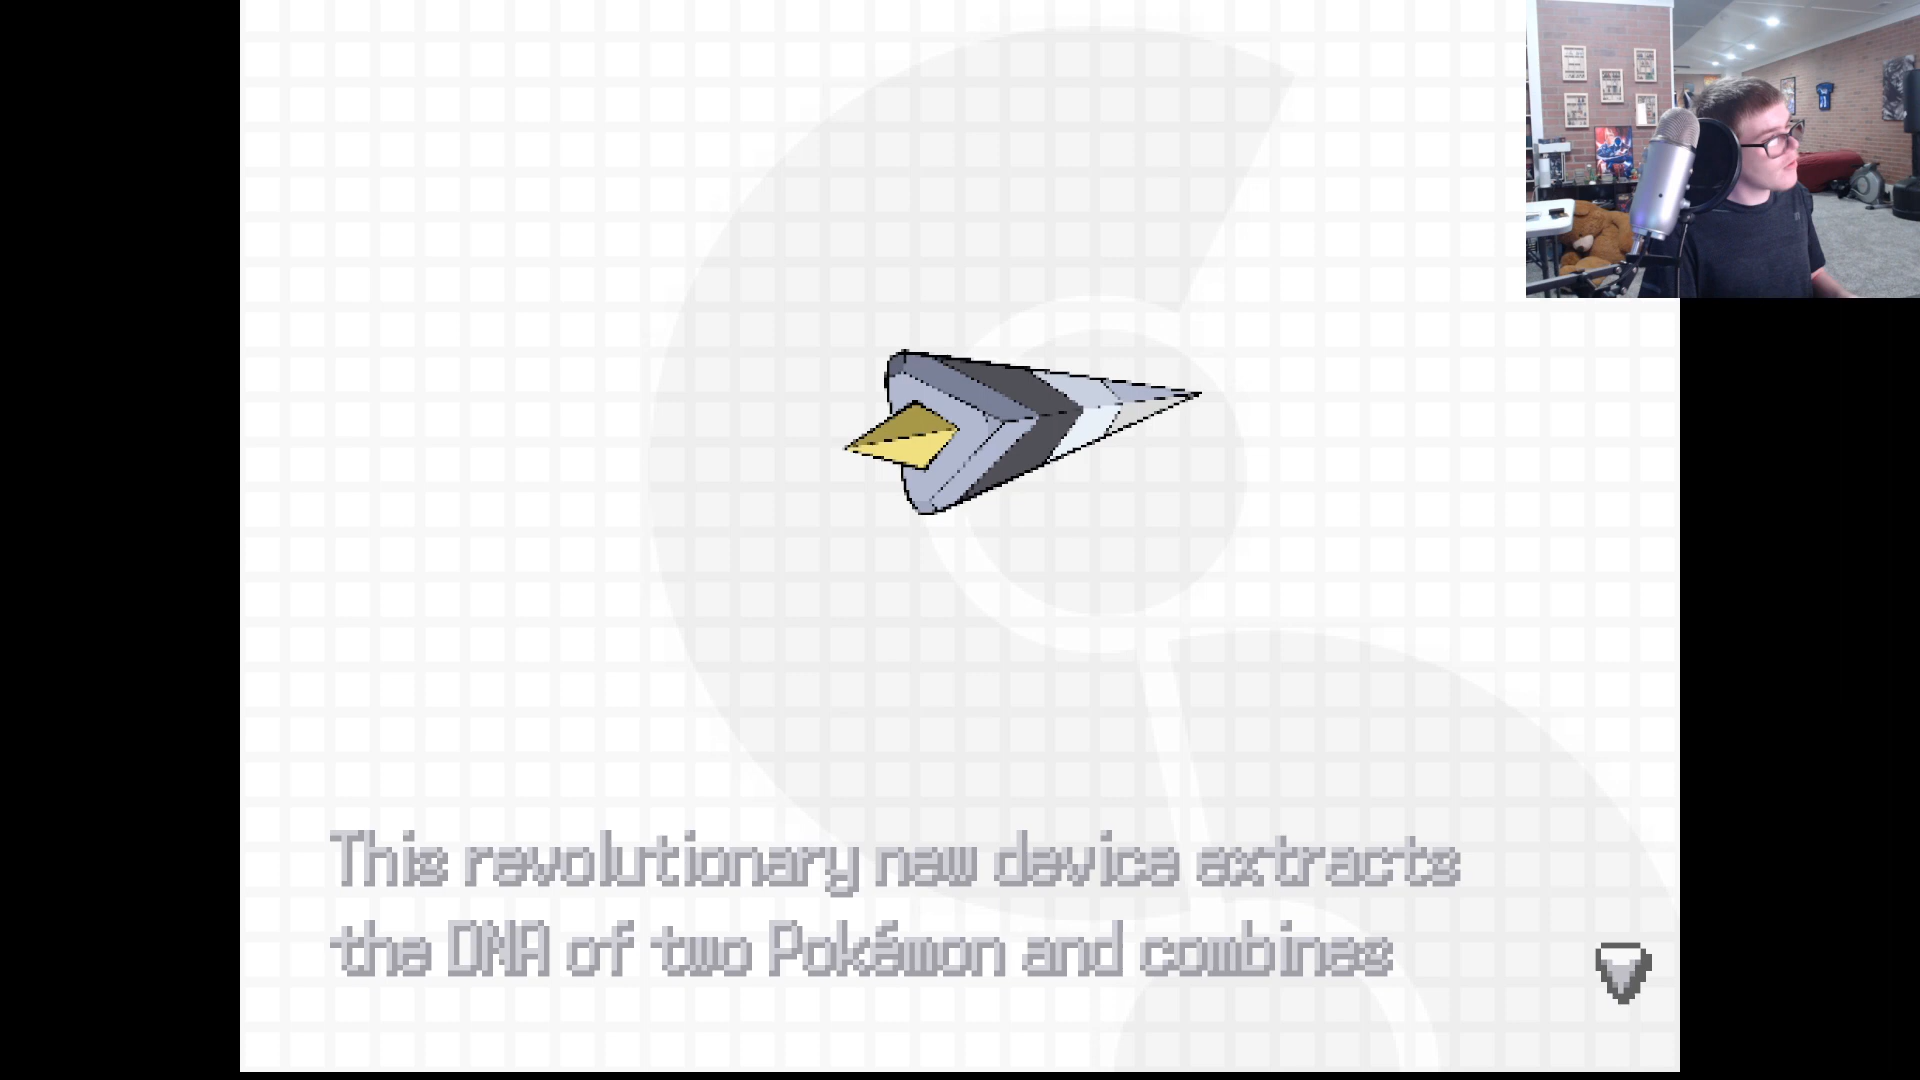 This revolutionary new device extracts
the DNA of two Pokémon and combines